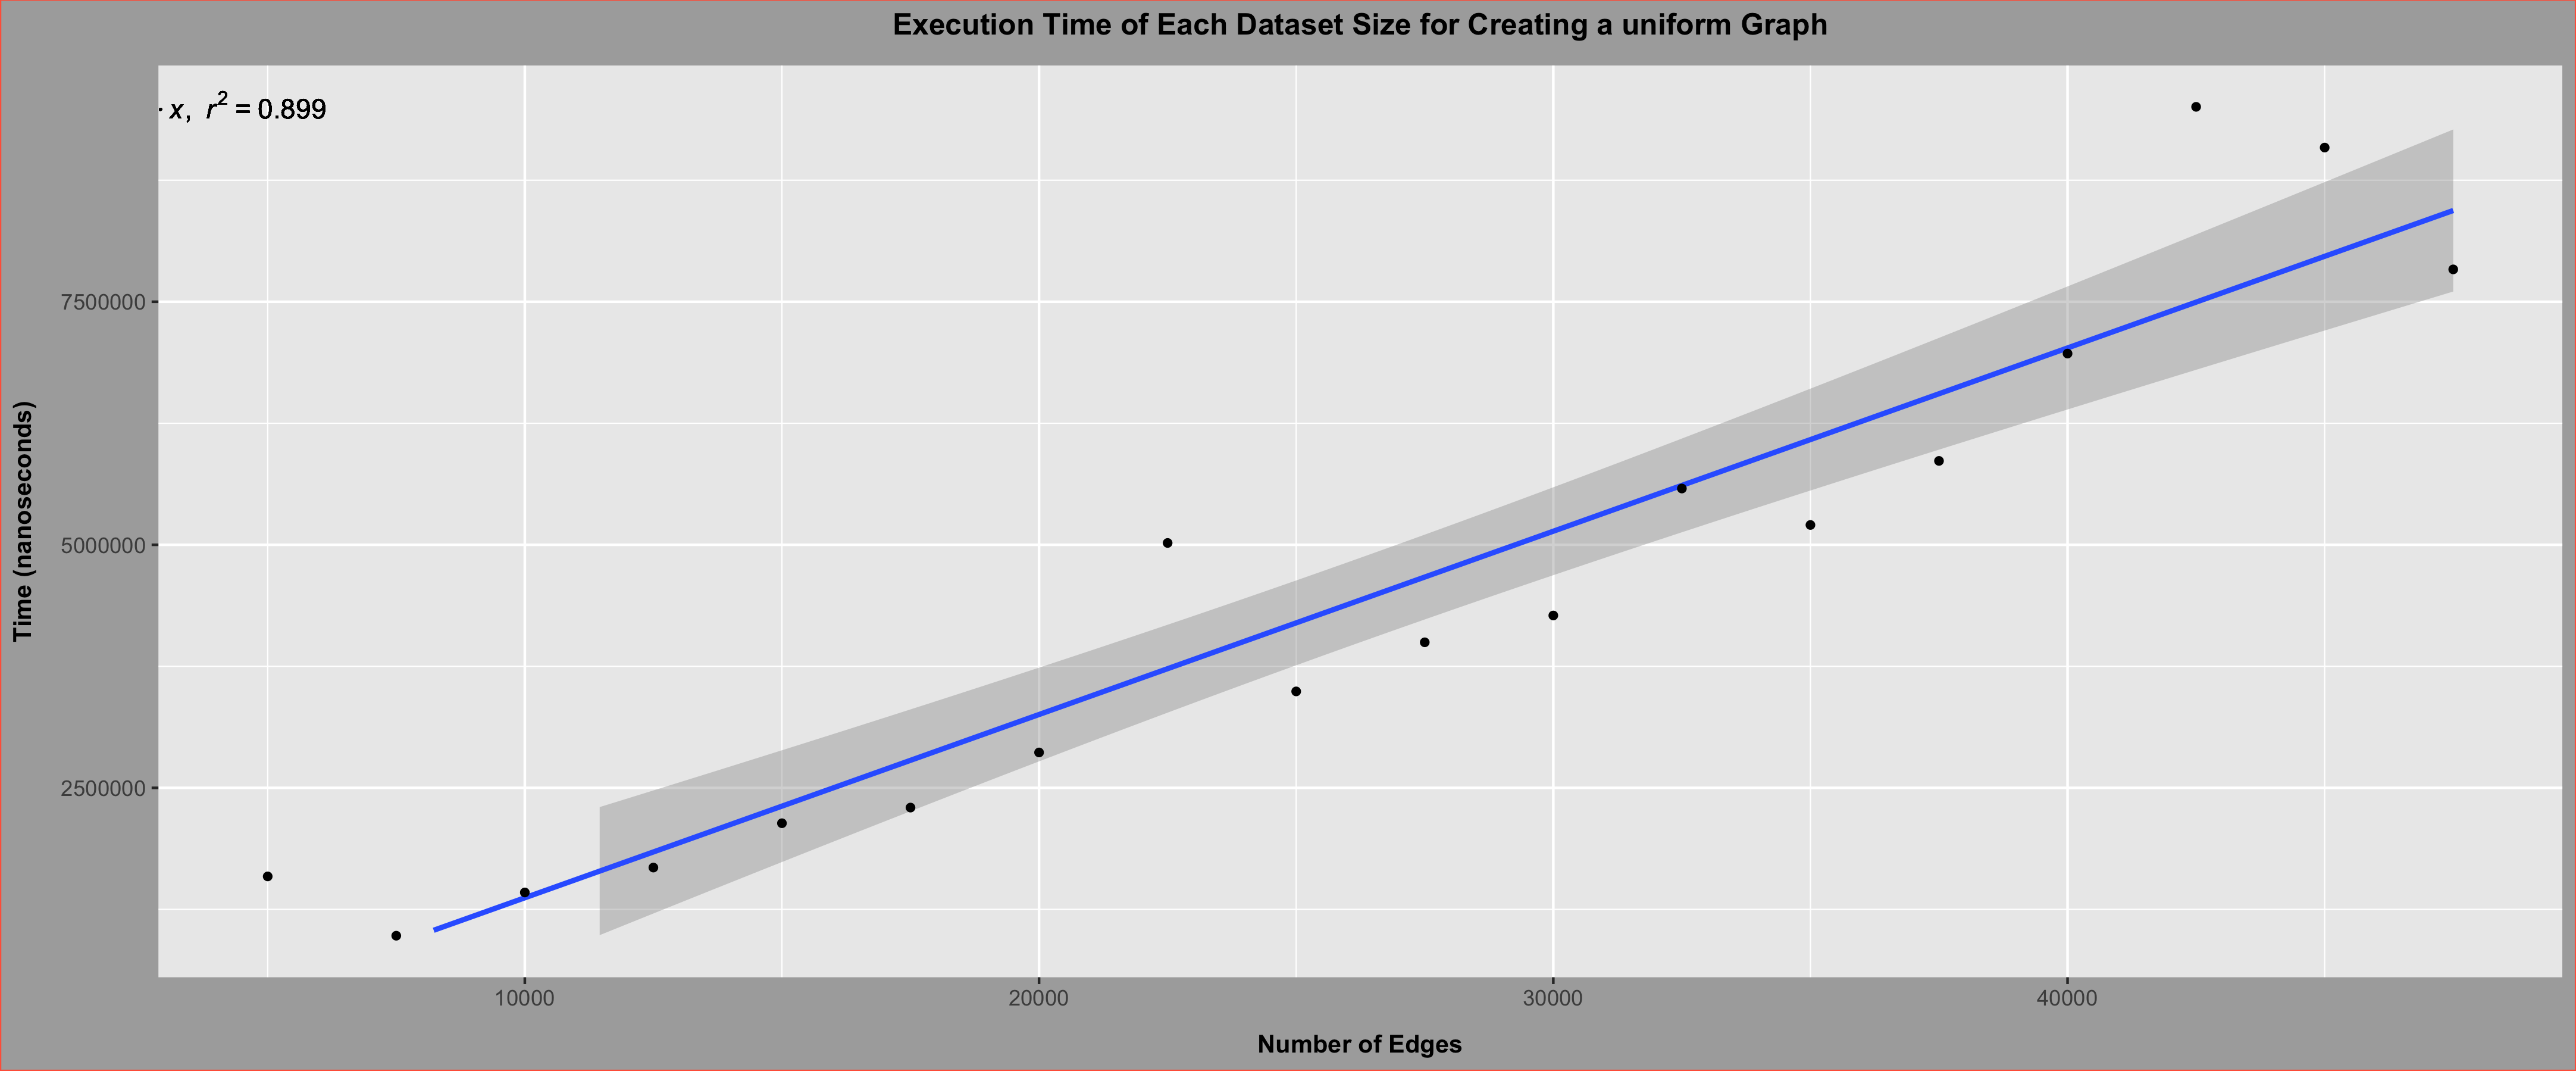 Execution Time of Each Dataset Size for Creating a uniform Graph
· x, r² = 0.899
7500000
5000000
2500000
Time (nanoseconds)
10000 20000 30000 40000
Number of Edges